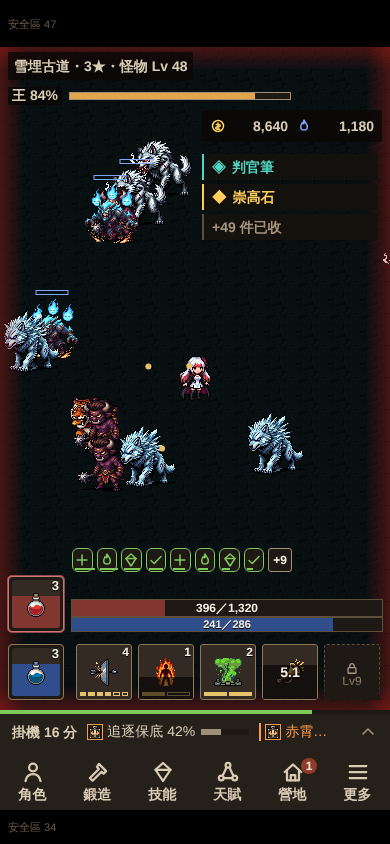 安全區 47
雪埋古道・3★・怪物 Lv 48
王 84%
8,640 1,180
判官筆
崇高石
+49 件已收
+9
3
396/1,320
241/286
3
4
1
2
5.1
Lv9
掛機 16 分
追逐保底 42%
赤霄…
角色
鍛造
技能
天賦
營地
1
更多
安全區 34